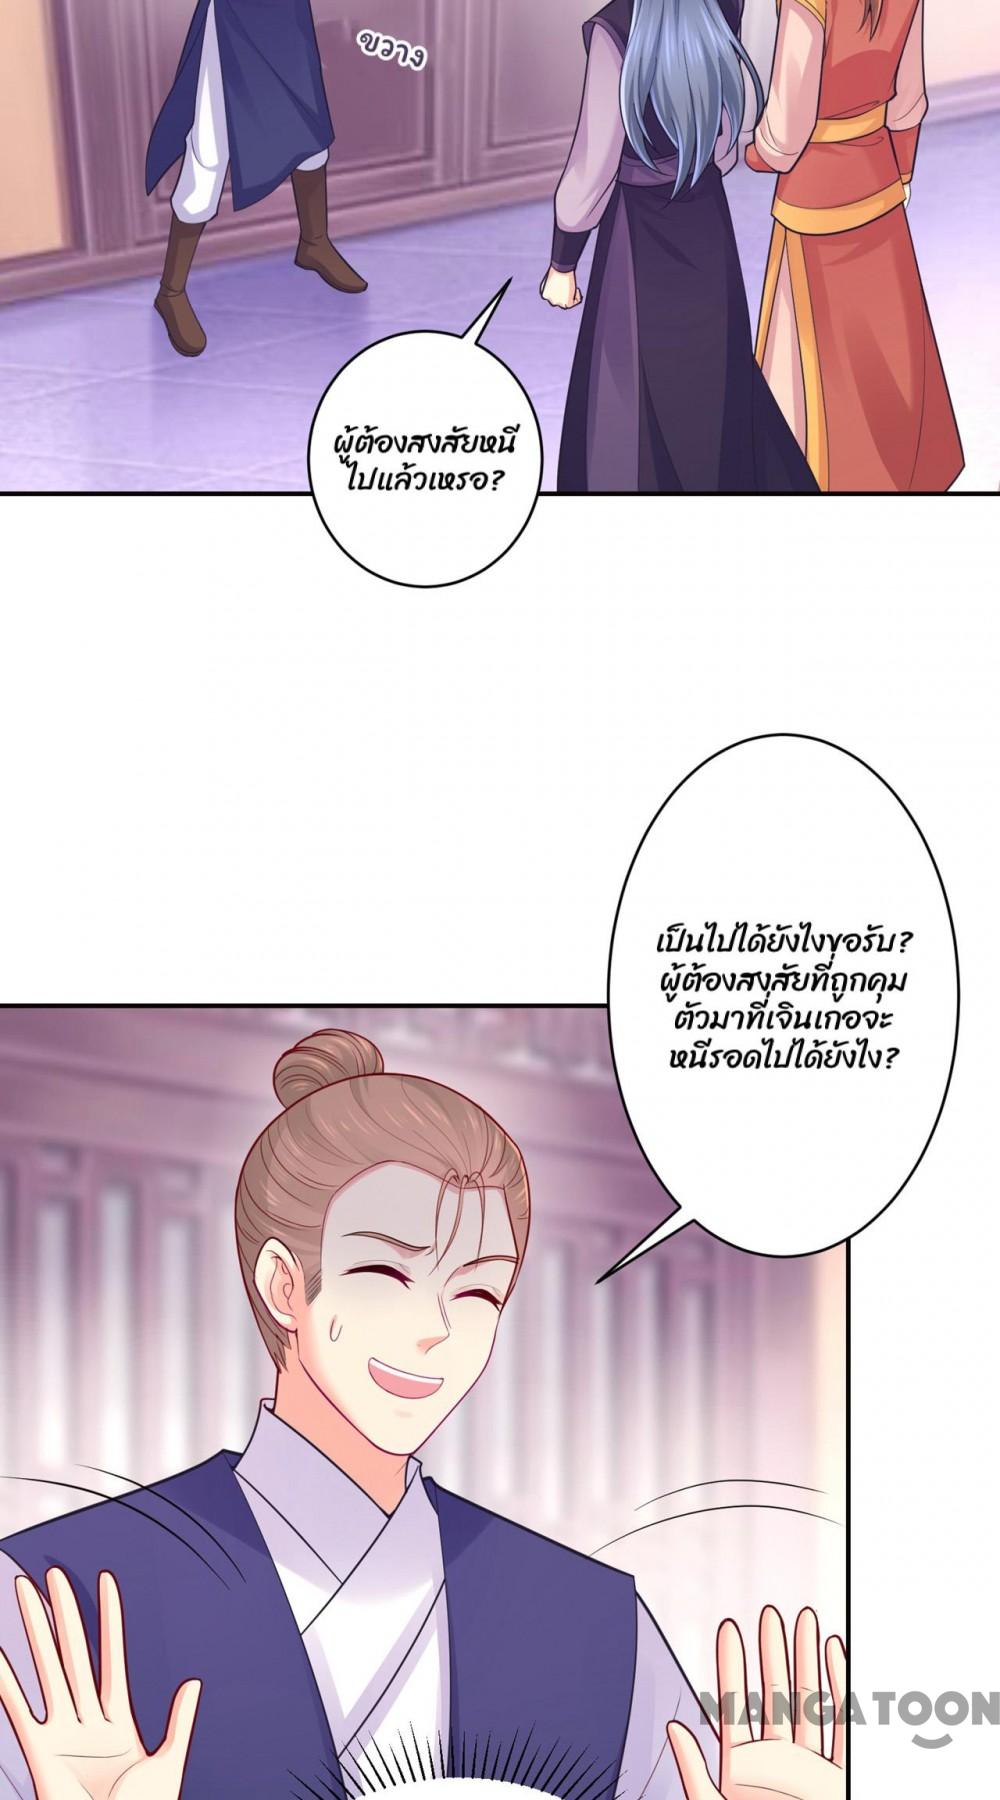 ขวาง
ผู้ต้องสงสัยหนี
ไปแล้วเหรอ?
เป็นไปได้ยังไงขอรับ?
ผู้ต้องสงสัยที่ถูกคุม
ตัวมาที่เจินเกอจะ
หนีรอดไปได้ยังไง?
MANGATOON